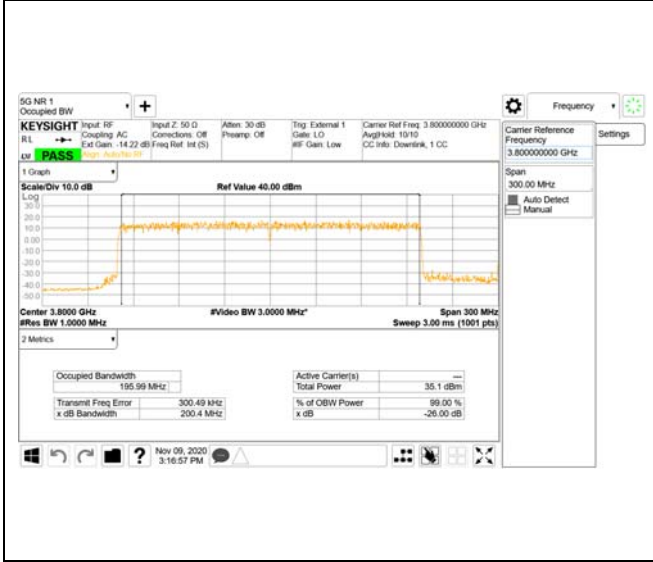 5G NR 1
Occupied BW
Frequency
KEYSIGHT
R L
PASS
Input: RF
Coupling: AC
Ext Gain: -14.22 dB
Align: Auto/No RF
Input Z: 50 Ω
Corrections: Off
Freq Ref: Int (S)
Atten: 30 dB
Preamp: Off
Trig: External 1
Gate: LO
#IF Gain: Low
Carrier Ref Freq: 3.800000000 GHz
Avg|Hold: 10/10
CC Info: Downlink, 1 CC
Carrier Reference
Frequency
3.800000000 GHz
Settings
Span
300.00 MHz
Auto Detect
Manual
1 Graph
Scale/Div 10.0 dB
Ref Value 40.00 dBm
Log
30.0
20.0
10.0
0.00
-10.0
-20.0
-30.0
-40.0
-50.0
Center 3.8000 GHz
#Video BW 3.0000 MHz*
Span 300 MHz
#Res BW 1.0000 MHz
Sweep 3.00 ms (1001 pts)
2 Metrics
Occupied Bandwidth
195.99 MHz
Active Carrier(s)
---
Total Power
35.1 dBm
Transmit Freq Error
300.49 kHz
% of OBW Power
99.00 %
x dB Bandwidth
200.4 MHz
x dB
-26.00 dB
?
Nov 09, 2020
3:16:57 PM